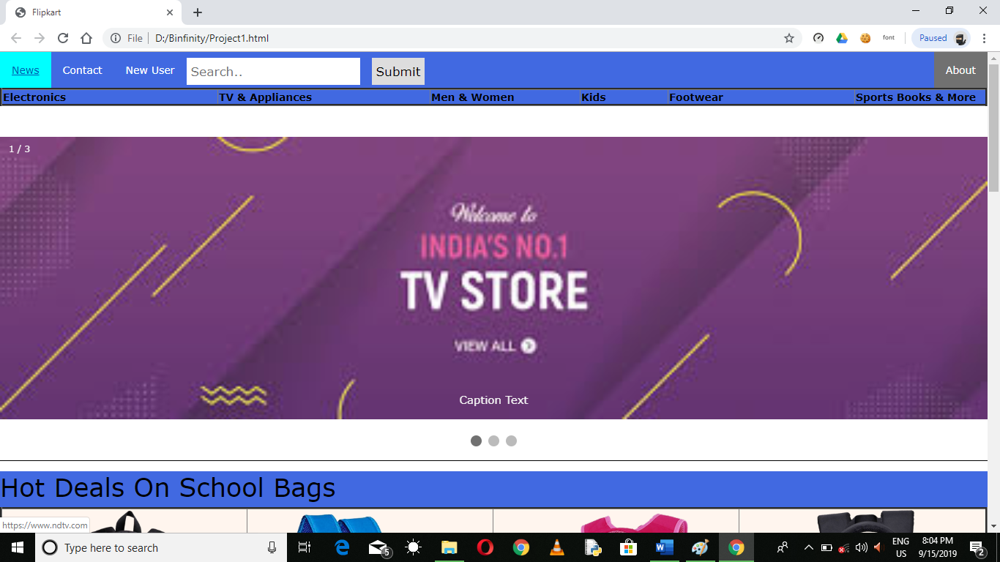 Flipkart
File D:/Binfinity/Project1.html font Paused
News Contact New User Search.. Submit About
Electronics TV & Appliances Men & Women Kids Footwear Sports Books & More
1 / 3
Welcome to
INDIA'S NO.1
TV STORE
VIEW ALL
Caption Text
Hot Deals On School Bags
https://www.ndtv.com
Type here to search 5 ENG 8:04 PM
US 9/15/2019 2